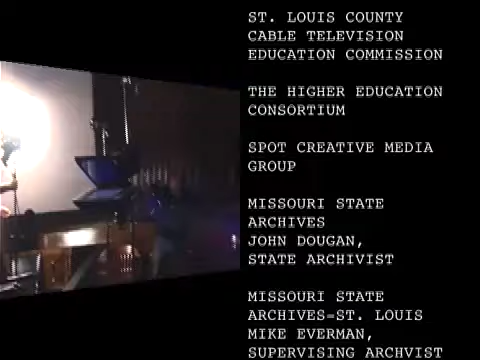 ST. LOUIS COUNTY
CABLE TELEVISION
EDUCATION COMMISSION
THE HIGHER EDUCATION
CONSORTIUM
SPOT CREATIVE MEDIA
GROUP
MISSOURI STATE
ARCHIVES
JOHN DOUGAN,
STATE ARCHIVIST
MISSOURI STATE
ARCHIVES-ST. LOUIS
MIKE EVERMAN,
SUPERVISING ARCHVIST